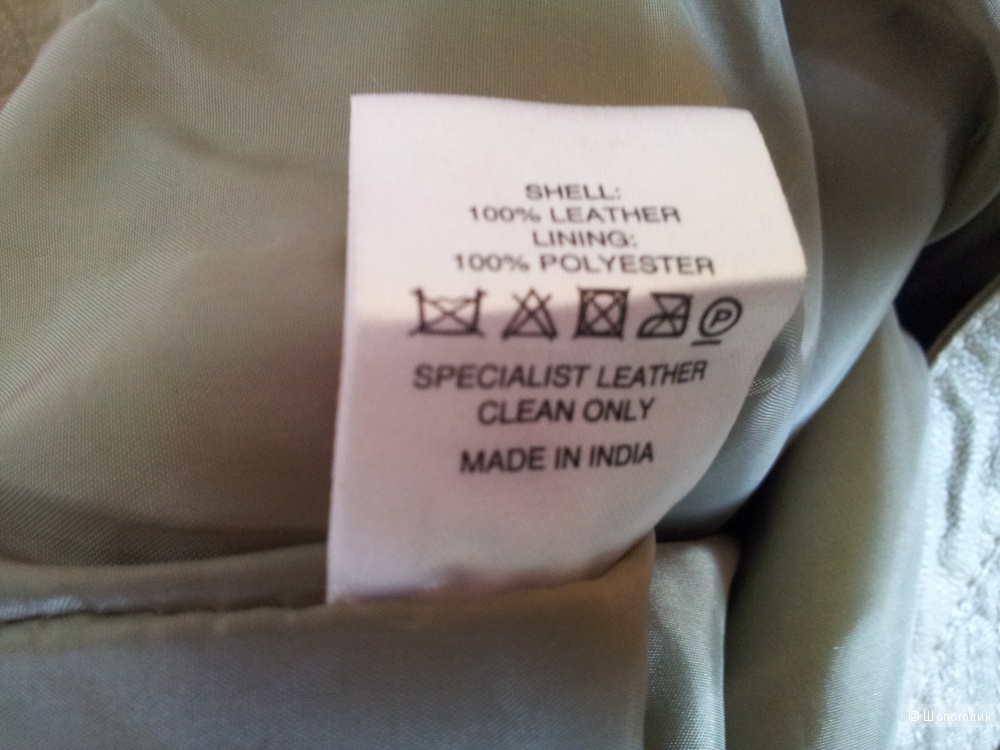 SHELL:
100% LEATHER
LINING:
100% POLYESTER
P
SPECIALIST LEATHER
CLEAN ONLY
MADE IN INDIA
© Шопоголик